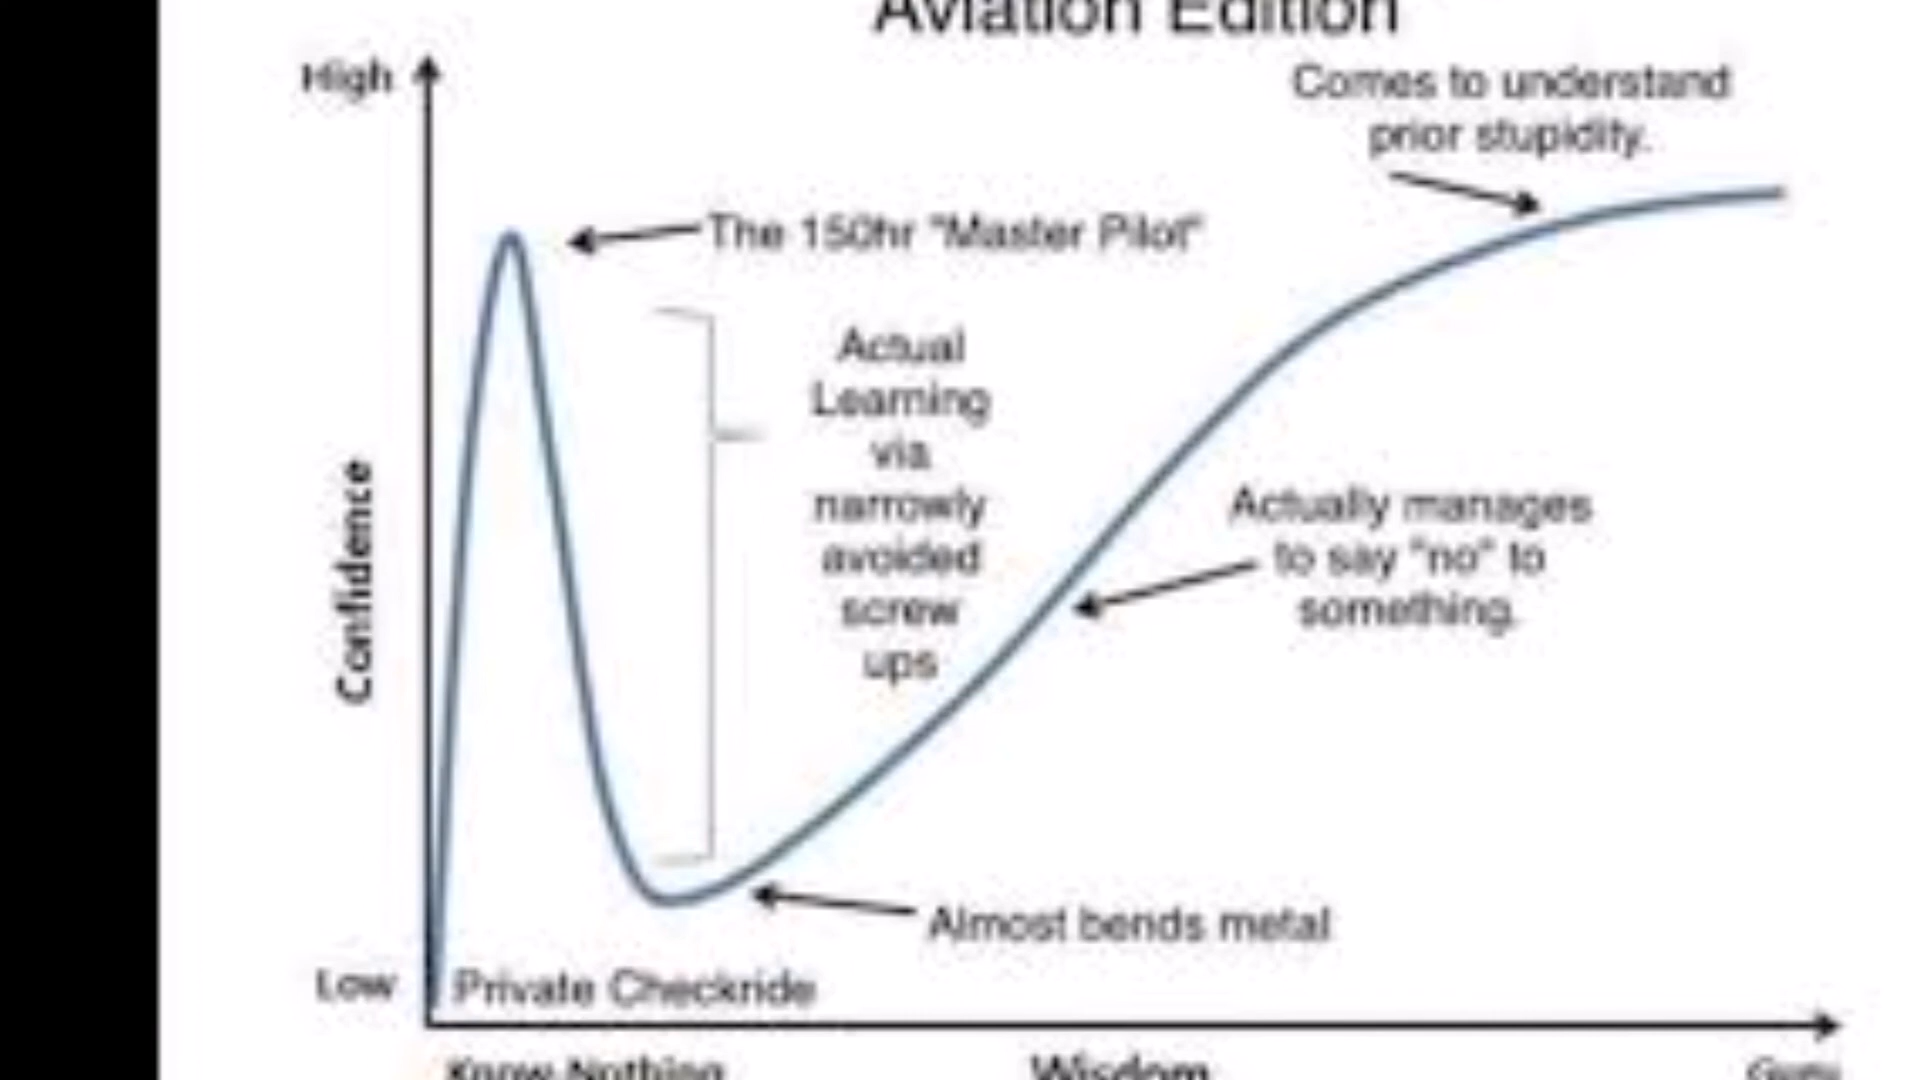 Aviation Edition
High
Comes to understand
prior stupidity.
The 150hr "Master Pilot"
Actual
Learning
via
narrowly
avoided
screw
ups
Confidence
Actually manages
to say "no" to
something.
Almost bends metal
Low
Private Checkride
Know-Nothing
Wisdom
Guru